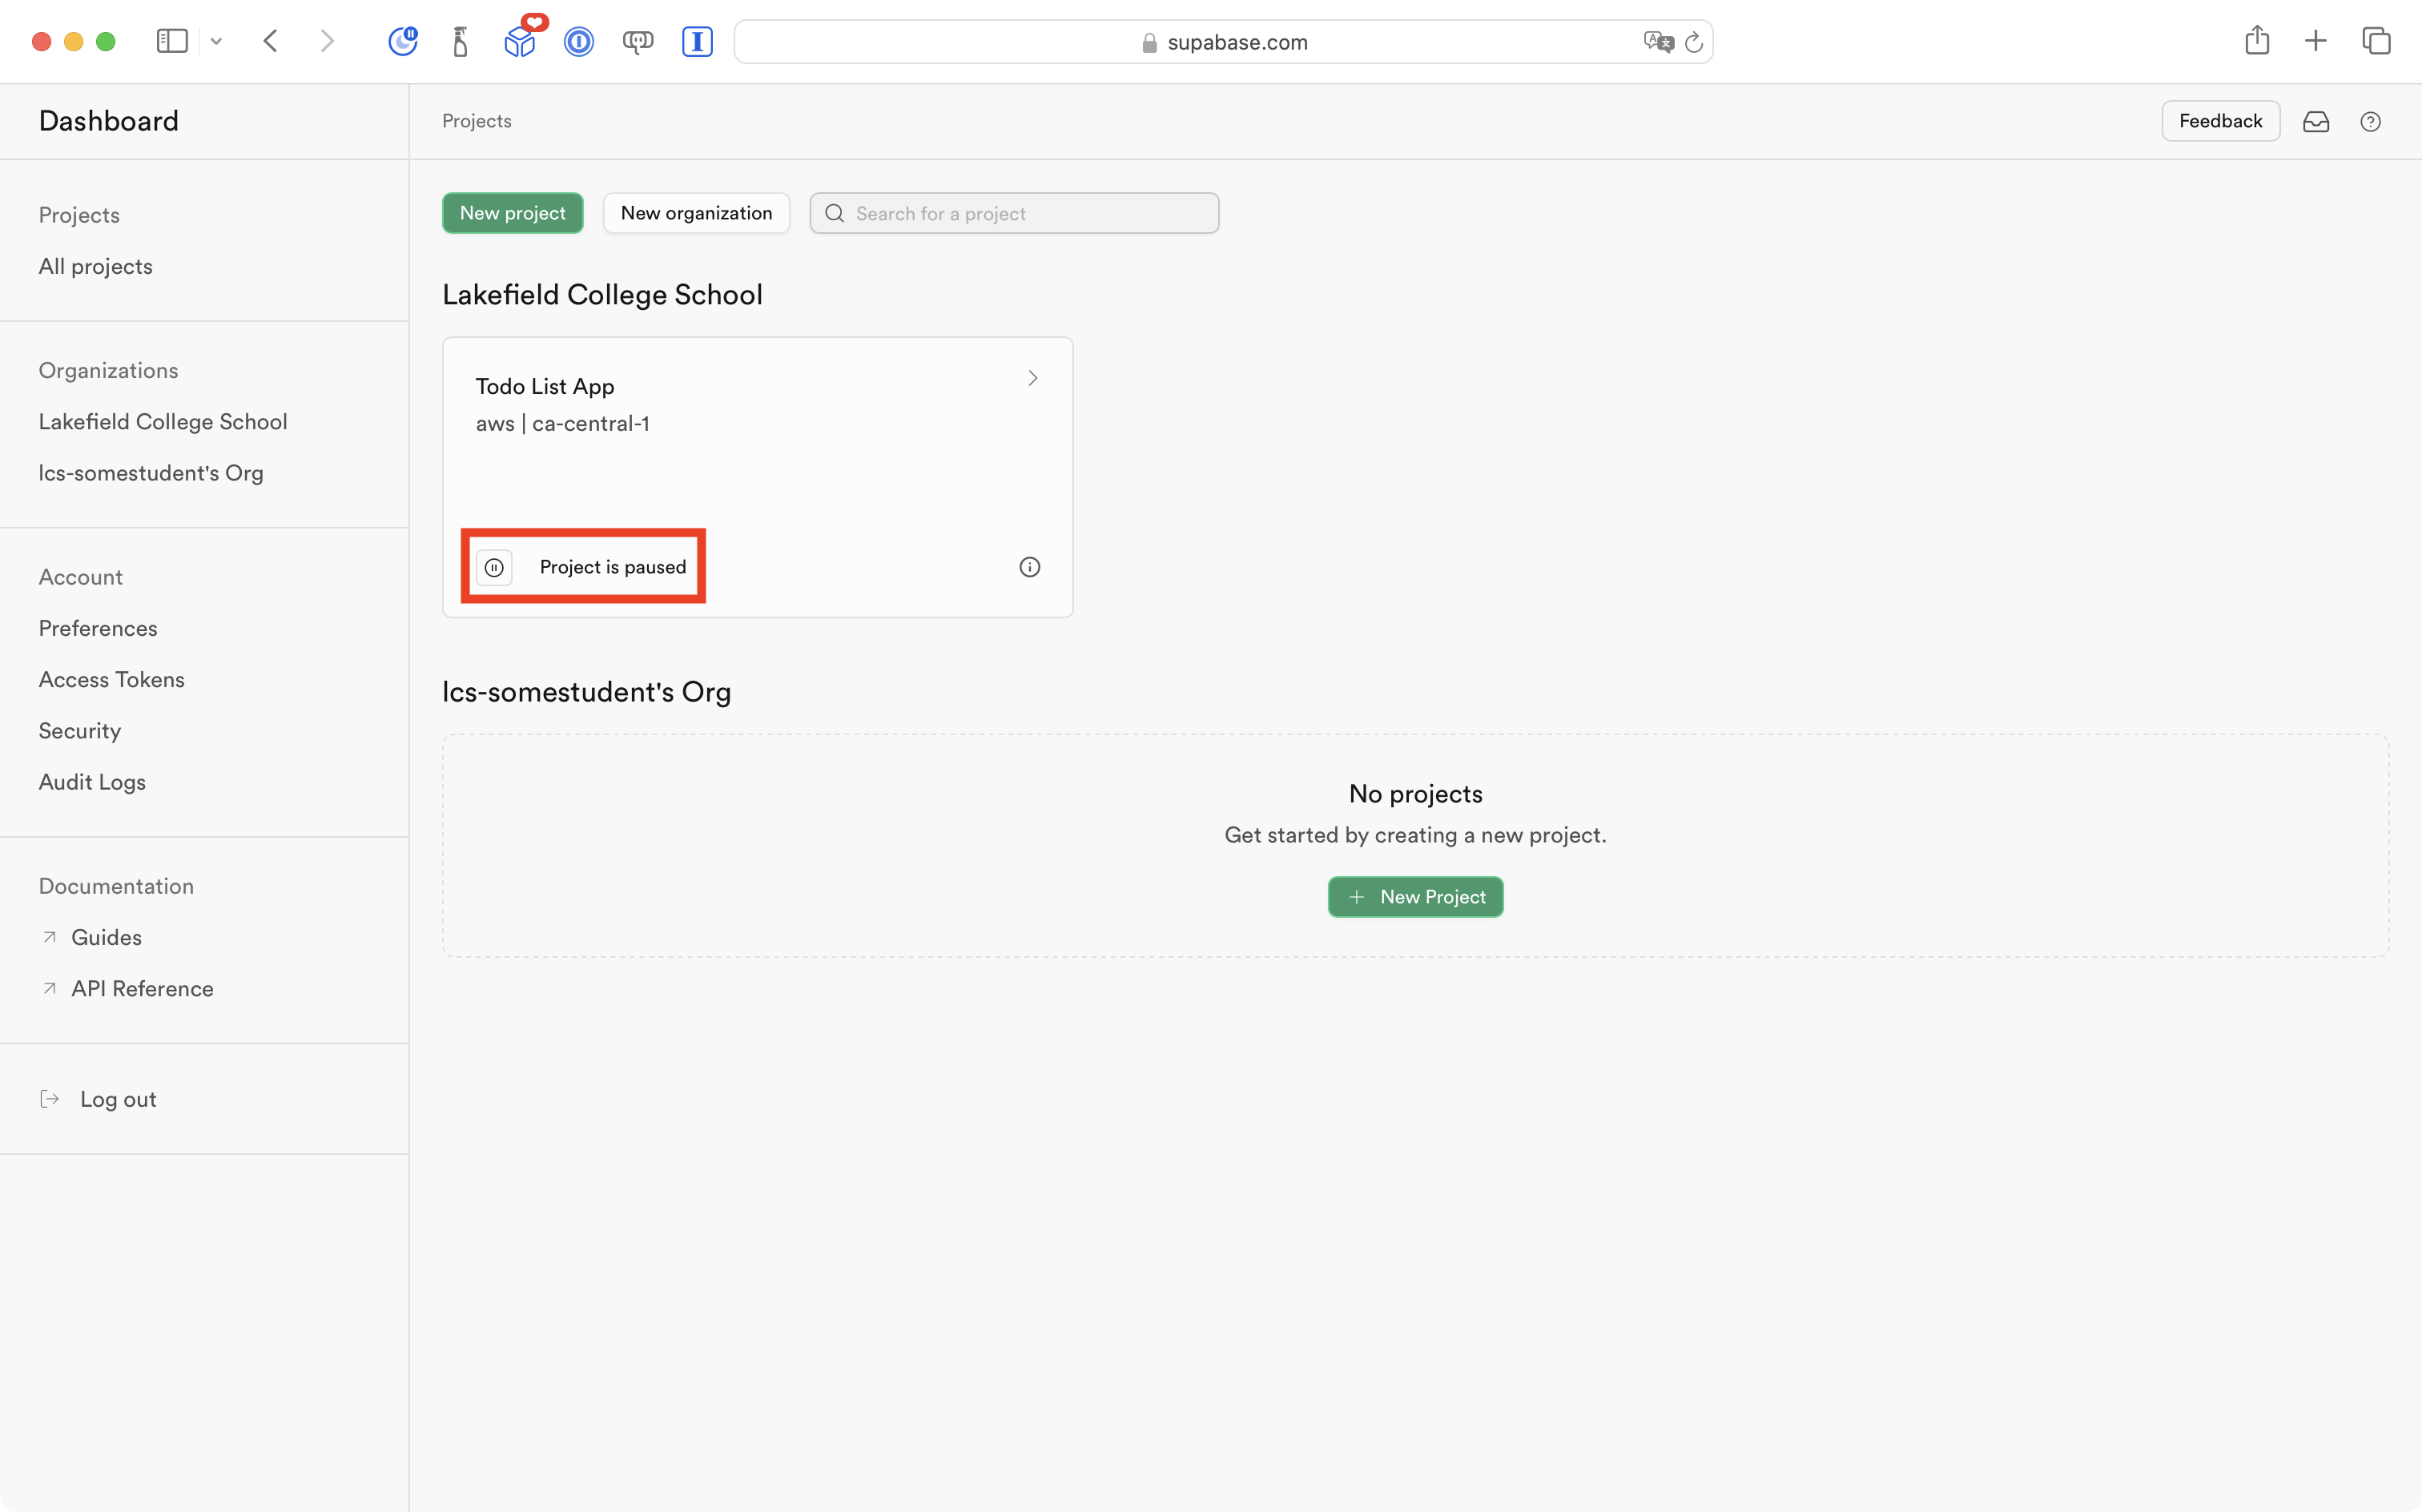 supabase.com
Dashboard
Projects
Feedback
Projects
All projects
Organizations
Lakefield College School
lcs-somestudent's Org
Account
Preferences
Access Tokens
Security
Audit Logs
Documentation
Guides
API Reference
Log out
New project
New organization
Search for a project
Lakefield College School
Todo List App
aws | ca-central-1
Project is paused
lcs-somestudent's Org
No projects
Get started by creating a new project.
New Project